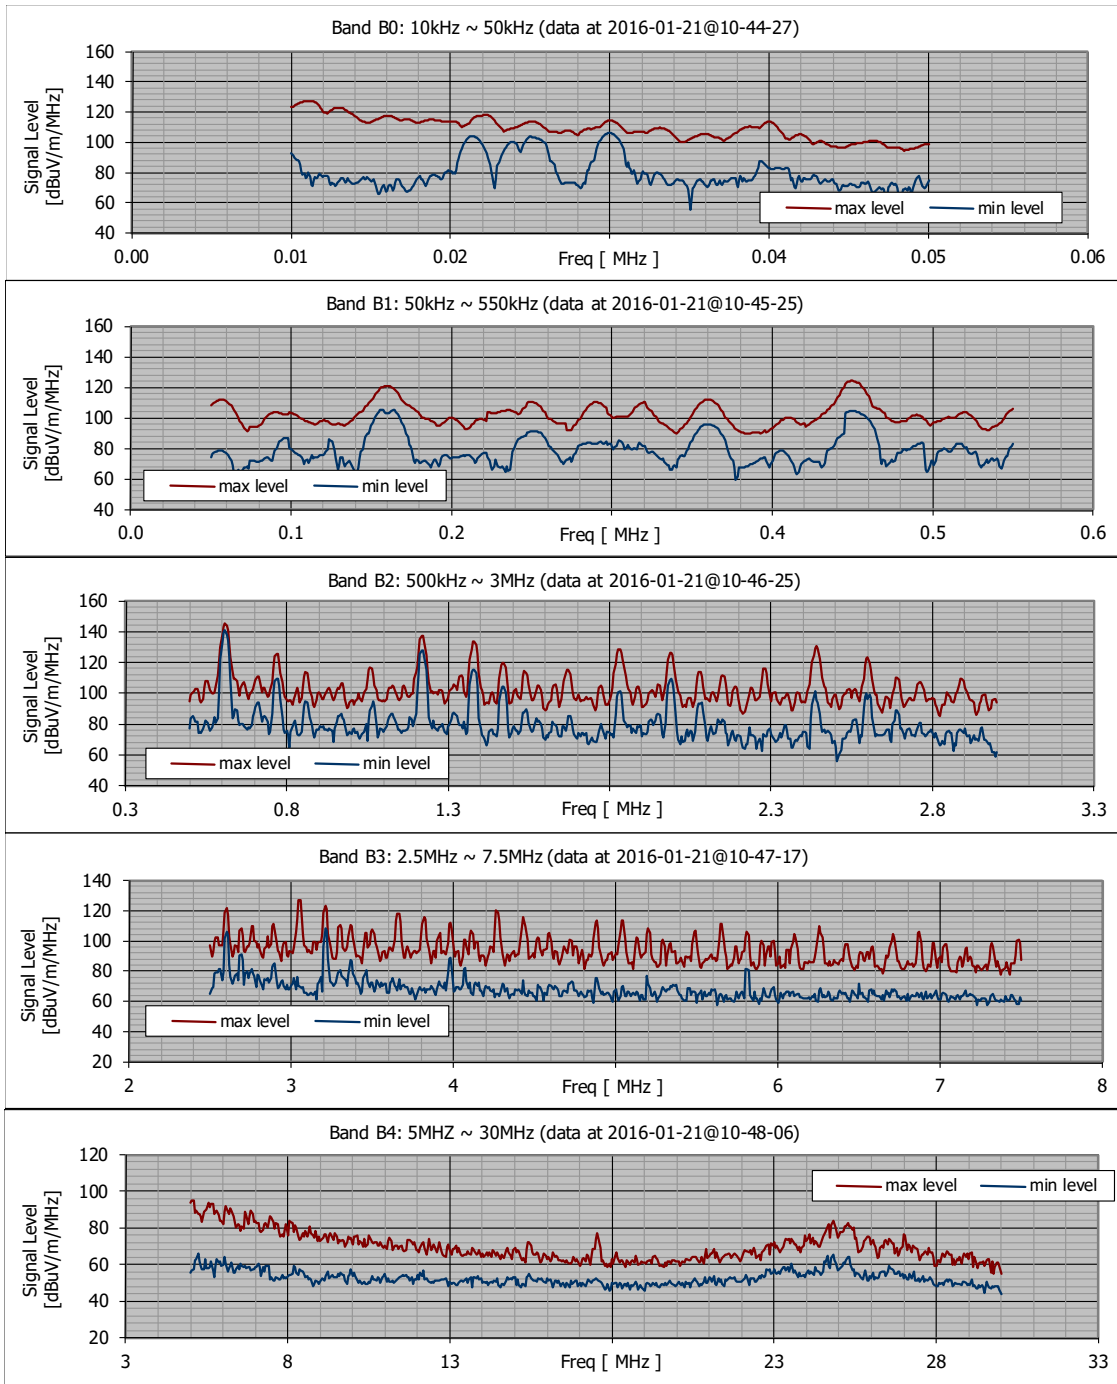 Band B0: 10kHz ~ 50kHz (data at 2016-01-21@10-44-27)
Signal Level
[dBuV/m/MHz]
160
140
120
100
80
60
40
max level min level
0.00 0.01 0.02 Freq [ MHz ] 0.04 0.05 0.06
Band B1: 50kHz ~ 550kHz (data at 2016-01-21@10-45-25)
Signal Level
[dBuV/m/MHz]
160
140
120
100
80
60
40
max level min level
0.0 0.1 0.2 Freq [ MHz ] 0.4 0.5 0.6
Band B2: 500kHz ~ 3MHz (data at 2016-01-21@10-46-25)
Signal Level
[dBuV/m/MHz]
160
140
120
100
80
60
40
max level min level
0.3 0.8 1.3 Freq [ MHz ] 2.3 2.8 3.3
Band B3: 2.5MHz ~ 7.5MHz (data at 2016-01-21@10-47-17)
Signal Level
[dBuV/m/MHz]
140
120
100
80
60
40
20
max level min level
2 3 4 Freq [ MHz ] 6 7 8
Band B4: 5MHZ ~ 30MHz (data at 2016-01-21@10-48-06)
Signal Level
[dBuV/m/MHz]
120
100
80
60
40
20
max level min level
3 8 13 Freq [ MHz ] 23 28 33